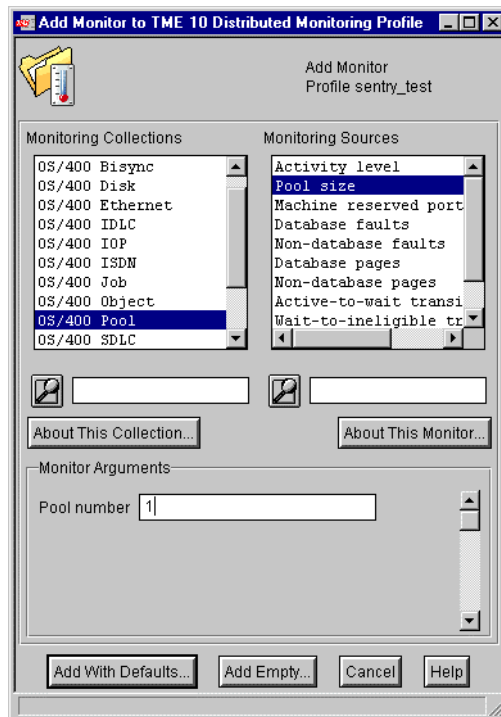 Add Monitor to TME 10 Distributed Monitoring Profile
Add Monitor
Profile sentry_test
Monitoring Collections
OS/400 Bisync
OS/400 Disk
OS/400 Ethernet
OS/400 IDLC
OS/400 IOP
OS/400 ISDN
OS/400 Job
OS/400 Object
OS/400 Pool
OS/400 SDLC
Monitoring Sources
Activity level
Pool size
Machine reserved port
Database faults
Non-database faults
Database pages
Non-database pages
Active-to-wait transi
Wait-to-ineligible tr
About This Collection...
About This Monitor...
Monitor Arguments
Pool number 1
Add With Defaults... Add Empty... Cancel Help